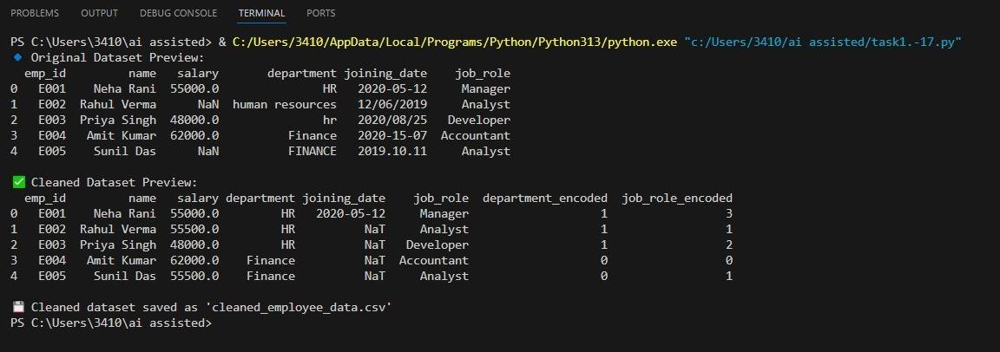 PROBLEMS OUTPUT DEBUG CONSOLE TERMINAL PORTS
PS C:\Users\3410\ai assisted> & C:/Users/3410/AppData/Local/Programs/Python/Python313/python.exe "c:/Users/3410/ai assisted/task1.-17.py"
🔹 Original Dataset Preview:
  emp_id         name   salary       department joining_date    job_role
0   E001    Neha Rani  55000.0               HR   2020-05-12     Manager
1   E002  Rahul Verma      NaN  human resources   12/06/2019     Analyst
2   E003  Priya Singh  48000.0               hr   2020/08/25   Developer
3   E004   Amit Kumar  62000.0          Finance   2020-15-07  Accountant
4   E005    Sunil Das      NaN          FINANCE   2019.10.11     Analyst
✅ Cleaned Dataset Preview:
  emp_id         name   salary department joining_date    job_role  department_encoded  job_role_encoded
0   E001    Neha Rani  55000.0         HR   2020-05-12     Manager                   1                 3
1   E002  Rahul Verma  55500.0         HR          NaT     Analyst                   1                 1
2   E003  Priya Singh  48000.0         HR          NaT   Developer                   1                 2
3   E004   Amit Kumar  62000.0    Finance          NaT  Accountant                   0                 0
4   E005    Sunil Das  55500.0    Finance          NaT     Analyst                   0                 1
💾 Cleaned dataset saved as 'cleaned_employee_data.csv'
PS C:\Users\3410\ai assisted>